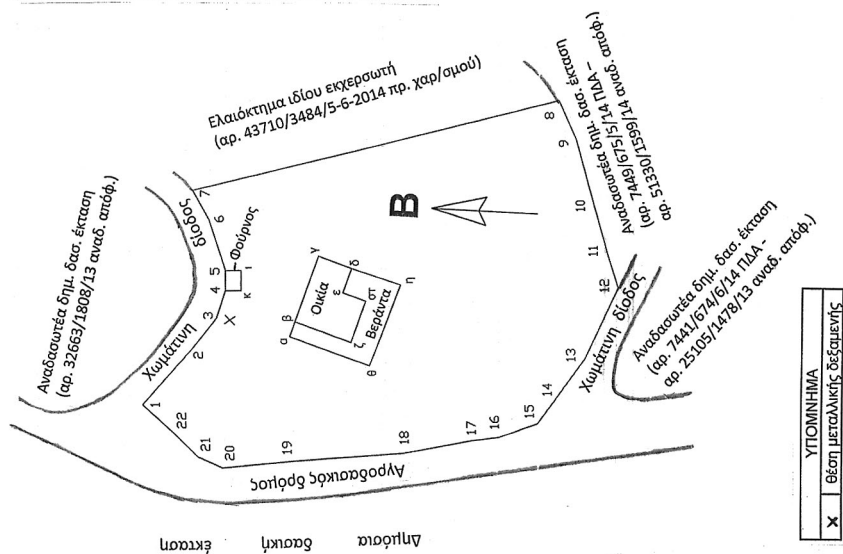 Αναδασωτέα δημ. δασ. έκταση
(αρ. 32663/1808/13 αναδ. απόφ.)
Ελαιόκτημα ιδίου εκχερσωτή
(αρ. 43710/3484/5-6-2014 πρ. χαρ/σμού)
Χωμάτινη δίοδος
Φούρνος
1
2
3
4
5
6
7
8
9
10
11
12
13
14
15
16
17
18
19
20
21
22
Χ
κ
ι
α
β
γ
δ
ε
στ
ζ
η
θ
Οικία
Βεράντα
Β
Αναδασωτέα δημ. δασ. έκταση
(αρ. 7449/675/5/14 ΠΔΑ –
αρ. 51330/1599/14 αναδ. απόφ.)
Χωμάτινη δίοδος
Αναδασωτέα δημ. δασ. έκταση
(αρ. 7441/674/6/14 ΠΔΑ -
αρ. 25105/1478/13 αναδ. απόφ.)
Αγροδασικός δρόμος
Δημόσια δασική έκταση
ΥΠΟΜΝΗΜΑ
Χ θέση μεταλλικής δεξαμενής